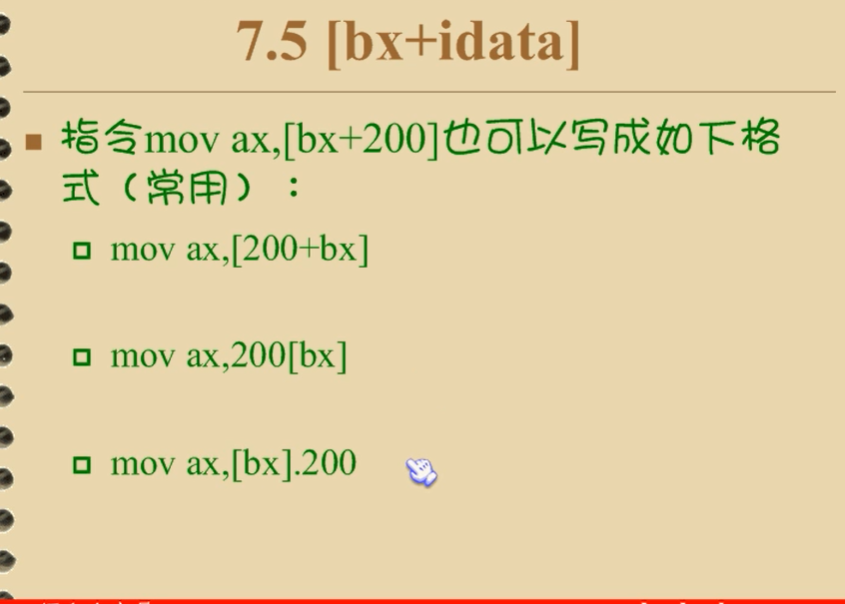 7.5 [bx+idata]
指令mov ax,[bx+200]也可以写成如下格
式（常用）：
mov ax,[200+bx]
mov ax,200[bx]
mov ax,[bx].200